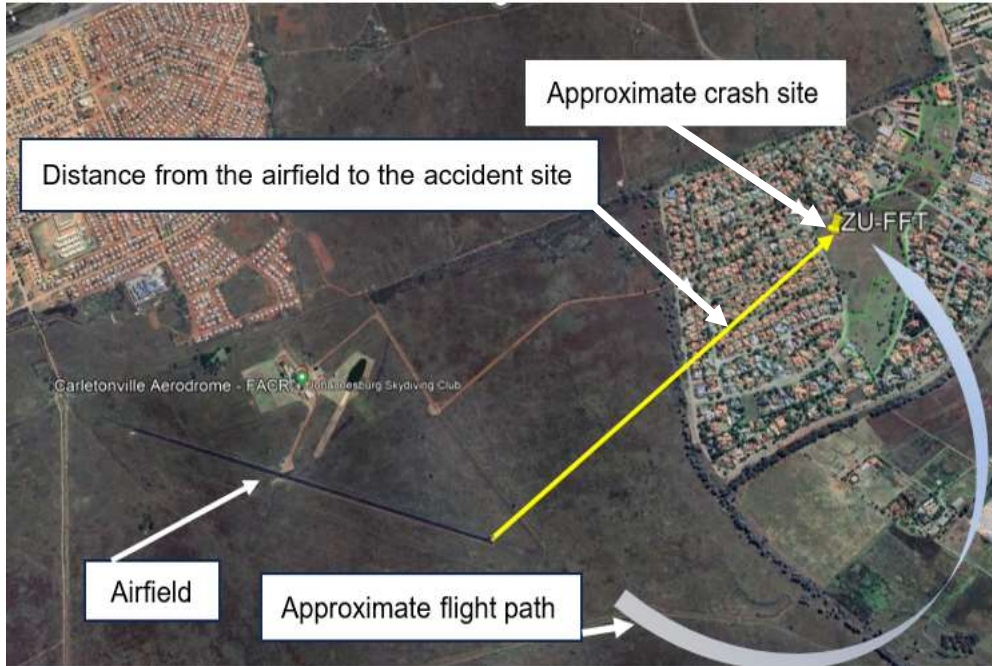 Approximate crash site
Distance from the airfield to the accident site
ZU-FFT
Carletonville Aerodrome - FACR
Johannesburg Skydiving Club
Airfield
Approximate flight path